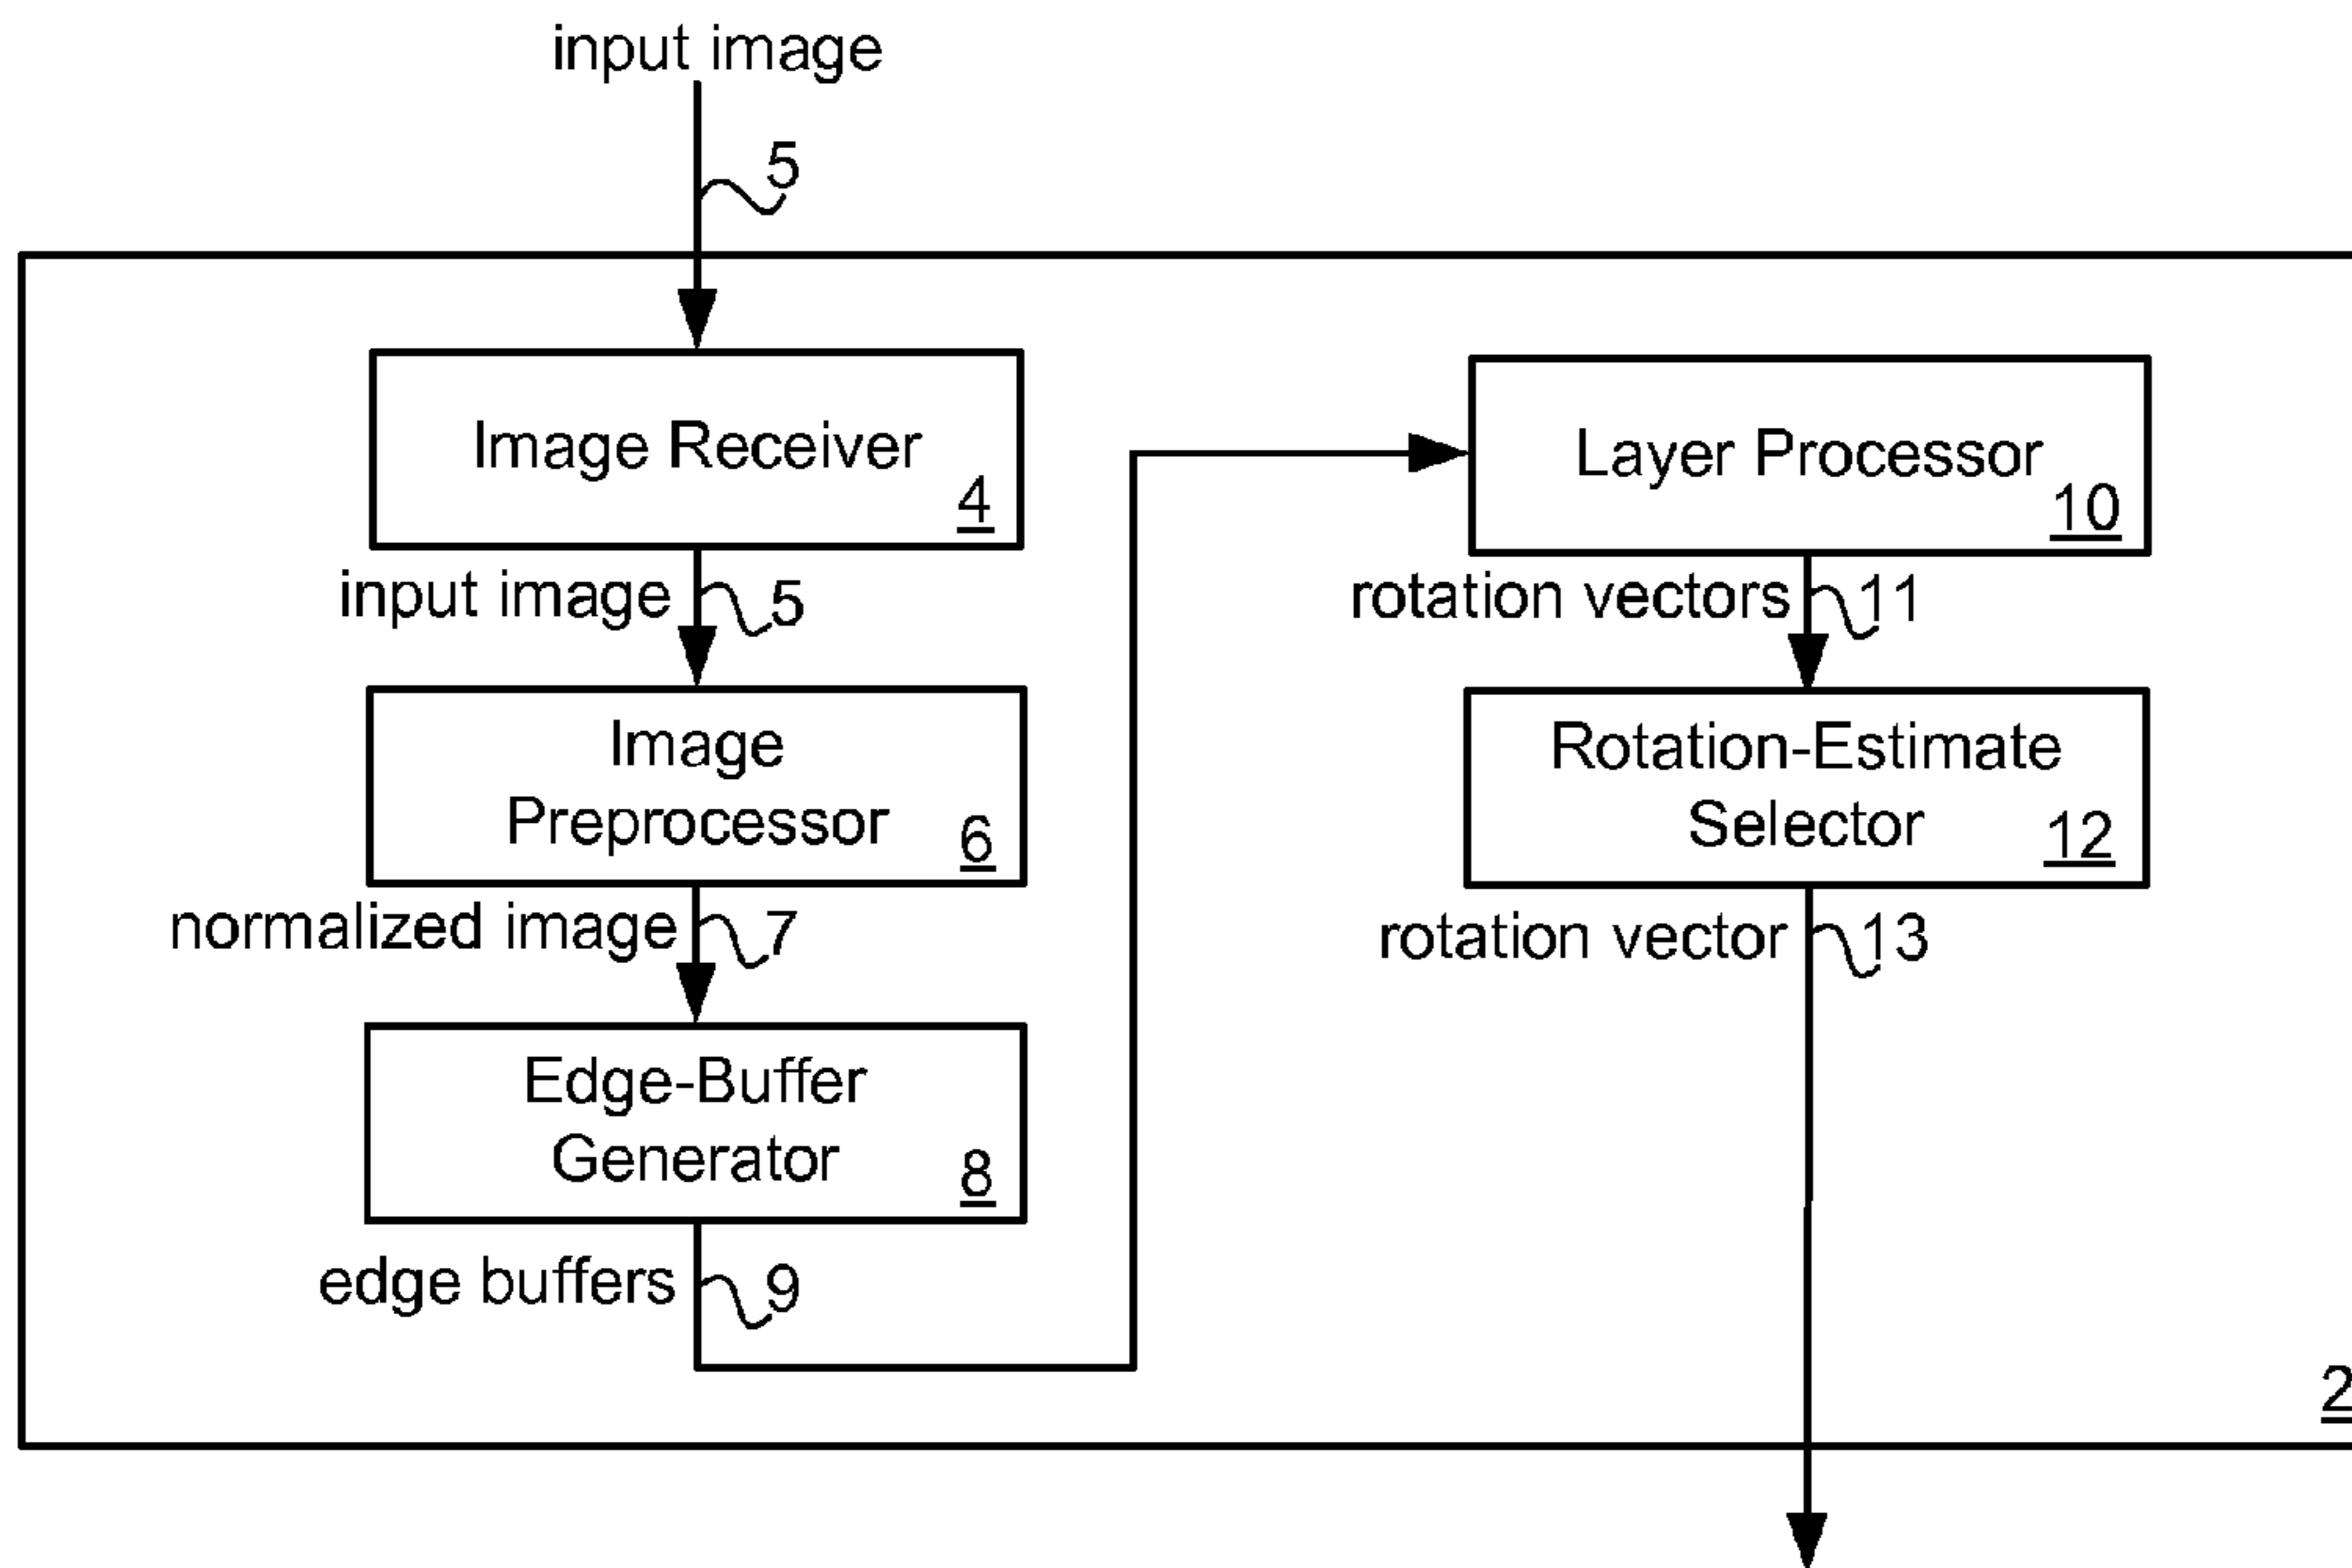 input image
5
Image Receiver
4
input image
5
Image
Preprocessor
6
normalized image
7
Edge-Buffer
Generator
8
edge buffers
9
Layer Processor
10
rotation vectors
11
Rotation-Estimate
Selector
12
rotation vector
13
2